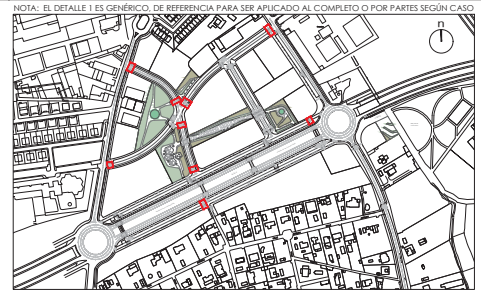 NOTA: EL DETALLE 1 ES GENÉRICO, DE REFERENCIA PARA SER APLICADO AL COMPLETO O POR PARTES SEGÚN CASO
n